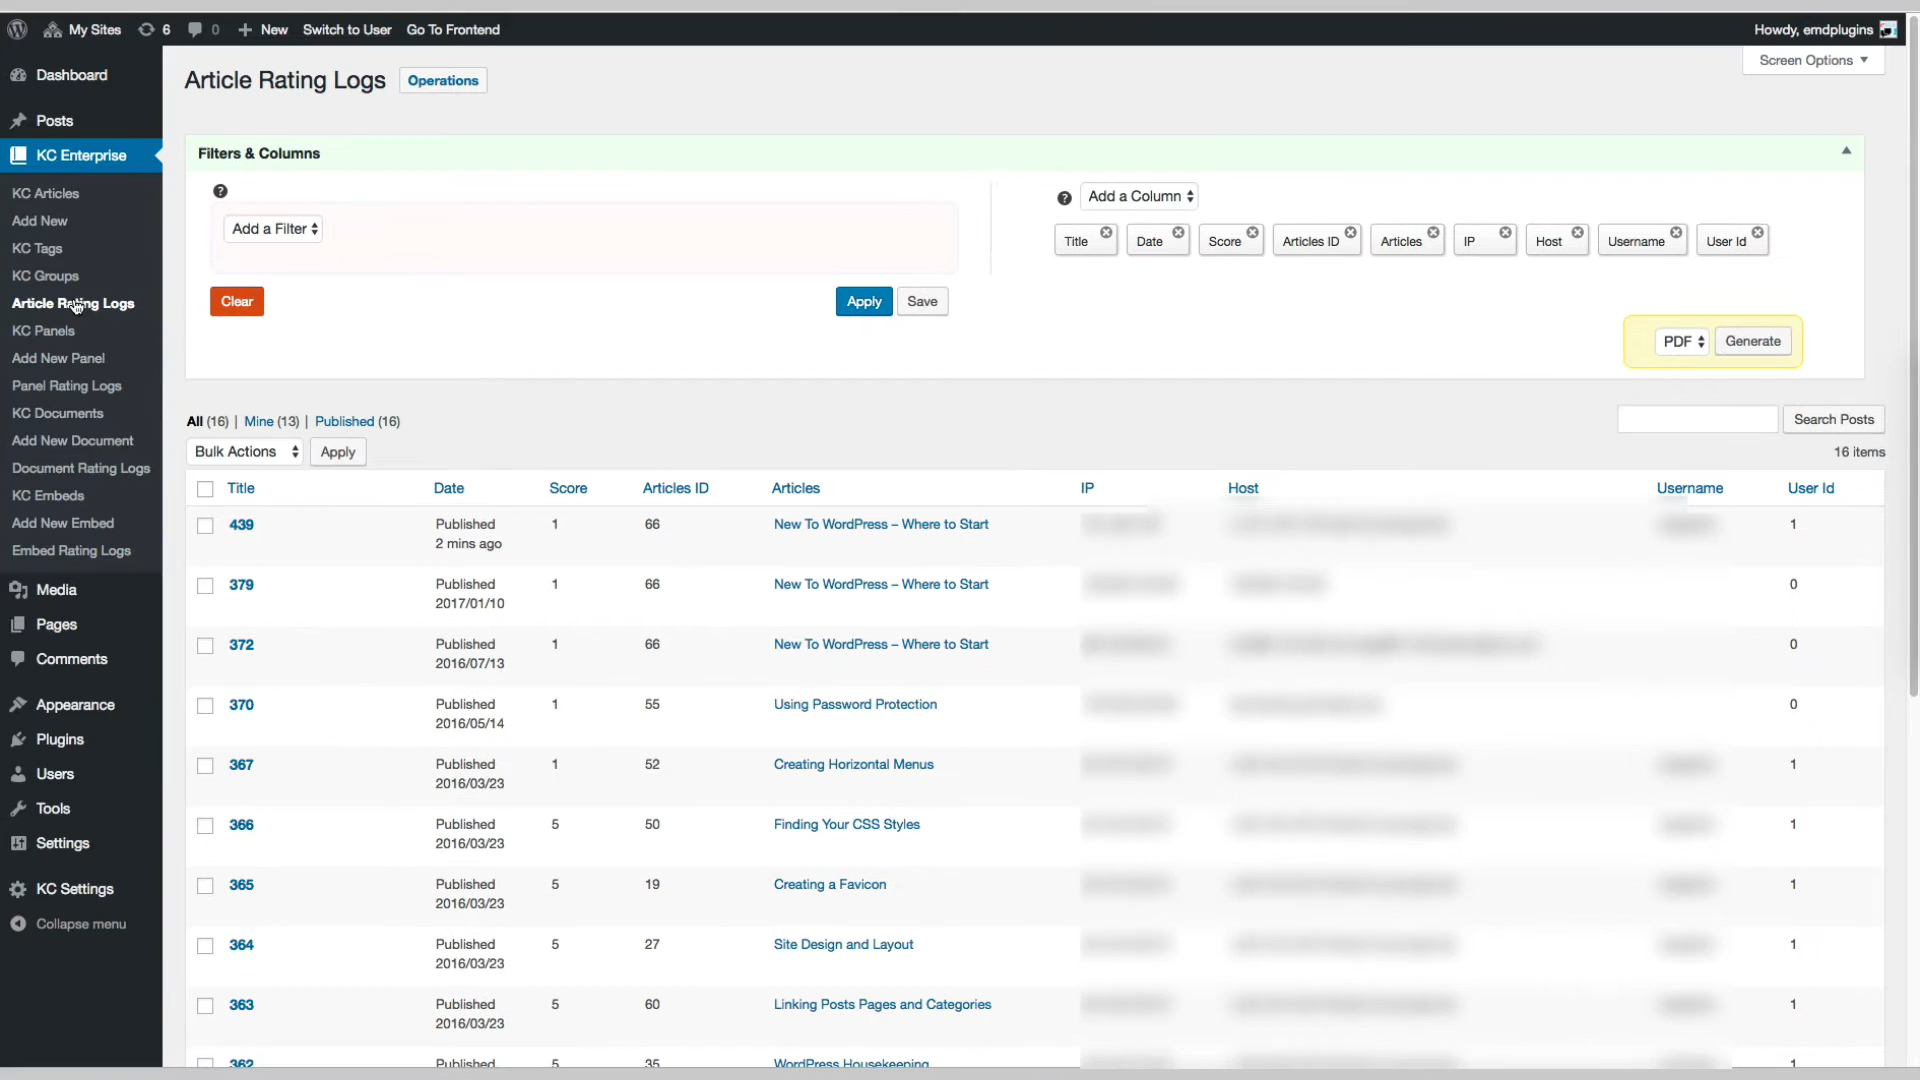 My Sites 6 0 New Switch to User Go To Frontend Howdy, emdplugins
Screen Options
Dashboard
Posts
KC Enterprise
KC Articles
Add New
KC Tags
KC Groups
Article Rating Logs
KC Panels
Add New Panel
Panel Rating Logs
KC Documents
Add New Document
Document Rating Logs
KC Embeds
Add New Embed
Embed Rating Logs
Media
Pages
Comments
Appearance
Plugins
Users
Tools
Settings
KC Settings
Collapse menu
Article Rating Logs Operations
Filters & Columns
Add a Filter
Clear Apply Save
Add a Column
Title Date Score Articles ID Articles IP Host Username User Id
PDF Generate
All (16) | Mine (13) | Published (16)
Search Posts
Bulk Actions Apply
16 items
Title Date Score Articles ID Articles IP Host Username User Id
439 Published 1 66 New To WordPress – Where to Start 1
2 mins ago
379 Published 1 66 New To WordPress – Where to Start 0
2017/01/10
372 Published 1 66 New To WordPress – Where to Start 0
2016/07/13
370 Published 1 55 Using Password Protection 0
2016/05/14
367 Published 1 52 Creating Horizontal Menus 1
2016/03/23
366 Published 5 50 Finding Your CSS Styles 1
2016/03/23
365 Published 5 19 Creating a Favicon 1
2016/03/23
364 Published 5 27 Site Design and Layout 1
2016/03/23
363 Published 5 60 Linking Posts Pages and Categories 1
2016/03/23
362 Published 5 35 WordPress Housekeeping 1